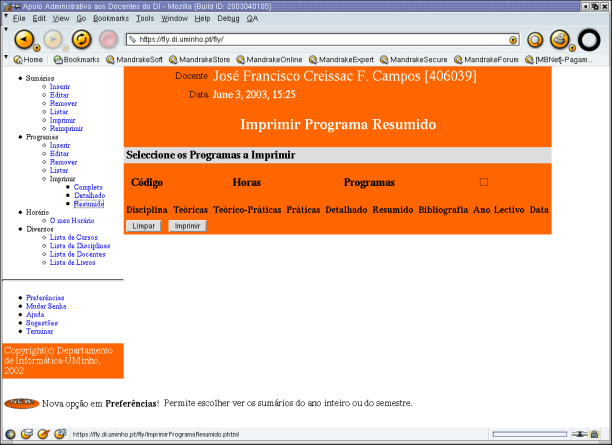 Apoio Administrativo aos Docentes do DI - Mozilla {Build ID: 2003040105}
File Edit View Go Bookmarks Tools Window Help Debug QA
https://fly.di.uminho.pt/fly/
Home Bookmarks MandrakeSoft MandrakeStore MandrakeOnline MandrakeExpert MandrakeSecure MandrakeForum [MBNet]-Pagam...
Sumários
Inserir
Editar
Remover
Listar
Imprimir
Reimprimir
Programas
Inserir
Editar
Remover
Listar
Imprimir
Completo
Detalhado
Resumido
Horário
O meu Horário
Diversos
Lista de Cursos
Lista de Disciplinas
Lista de Docentes
Lista de Livros
Preferências
Mudar Senha
Ajuda
Sugestões
Terminar
Copyright(c) Departamento
de Informática-UMinho,
2002
Docente José Francisco Creissac F. Campos [406039]
Data June 3, 2003, 15:25
Imprimir Programa Resumido
Seleccione os Programas a Imprimir
Código Horas Programas
Disciplina Teóricas Teórico-Práticas Práticas Detalhado Resumido Bibliografia Ano Lectivo Data
Limpar Imprimir
Nova opção em Preferências! Permite escolher ver os sumários do ano inteiro ou do semestre.
https://fly.di.uminho.pt/fly/ImprimirProgramaResumido.phtml